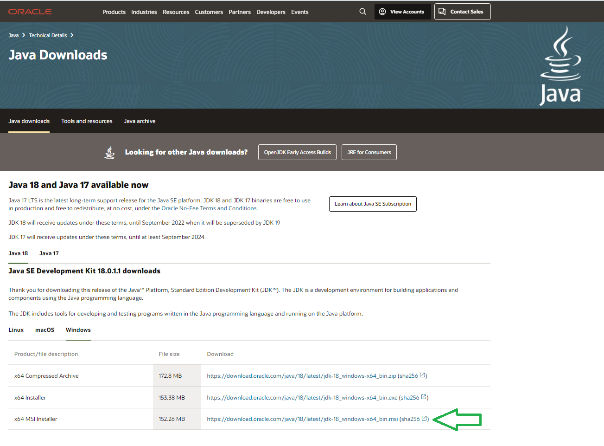 ORACLE Products Industries Resources Customers Partners Developers Events View Accounts Contact Sales
Java Technical Details
Java Downloads
Java
Java downloads Tools and resources Java archive
Looking for other Java downloads? OpenJDK Early Access Builds JRE for Consumers
Java 18 and Java 17 available now
Java 17 LTS is the latest long-term support release for the Java SE platform. JDK 18 and JDK 17 binaries are free to use
in production and free to redistribute, at no cost, under the Oracle No-Fee Terms and Conditions.
Learn about Java SE Subscription
JDK 18 will receive updates under these terms, until September 2022 when it will be superseded by JDK 19
JDK 17 will receive updates under these terms, until at least September 2024.
Java 18 Java 17
Java SE Development Kit 18.0.1.1 downloads
Thank you for downloading this release of the Java™ Platform, Standard Edition Development Kit (JDK™). The JDK is a development environment for building applications and
components using the Java programming language.
The JDK includes tools for developing and testing programs written in the Java programming language and running on the Java platform.
Linux macOS Windows
Product/file description File size Download
x64 Compressed Archive 172.8 MB https://download.oracle.com/java/18/latest/jdk-18_windows-x64_bin.zip (sha256)
x64 Installer 153.38 MB https://download.oracle.com/java/18/latest/jdk-18_windows-x64_bin.exe (sha256)
x64 MSI Installer 152.26 MB https://download.oracle.com/java/18/latest/jdk-18_windows-x64_bin.msi (sha256)